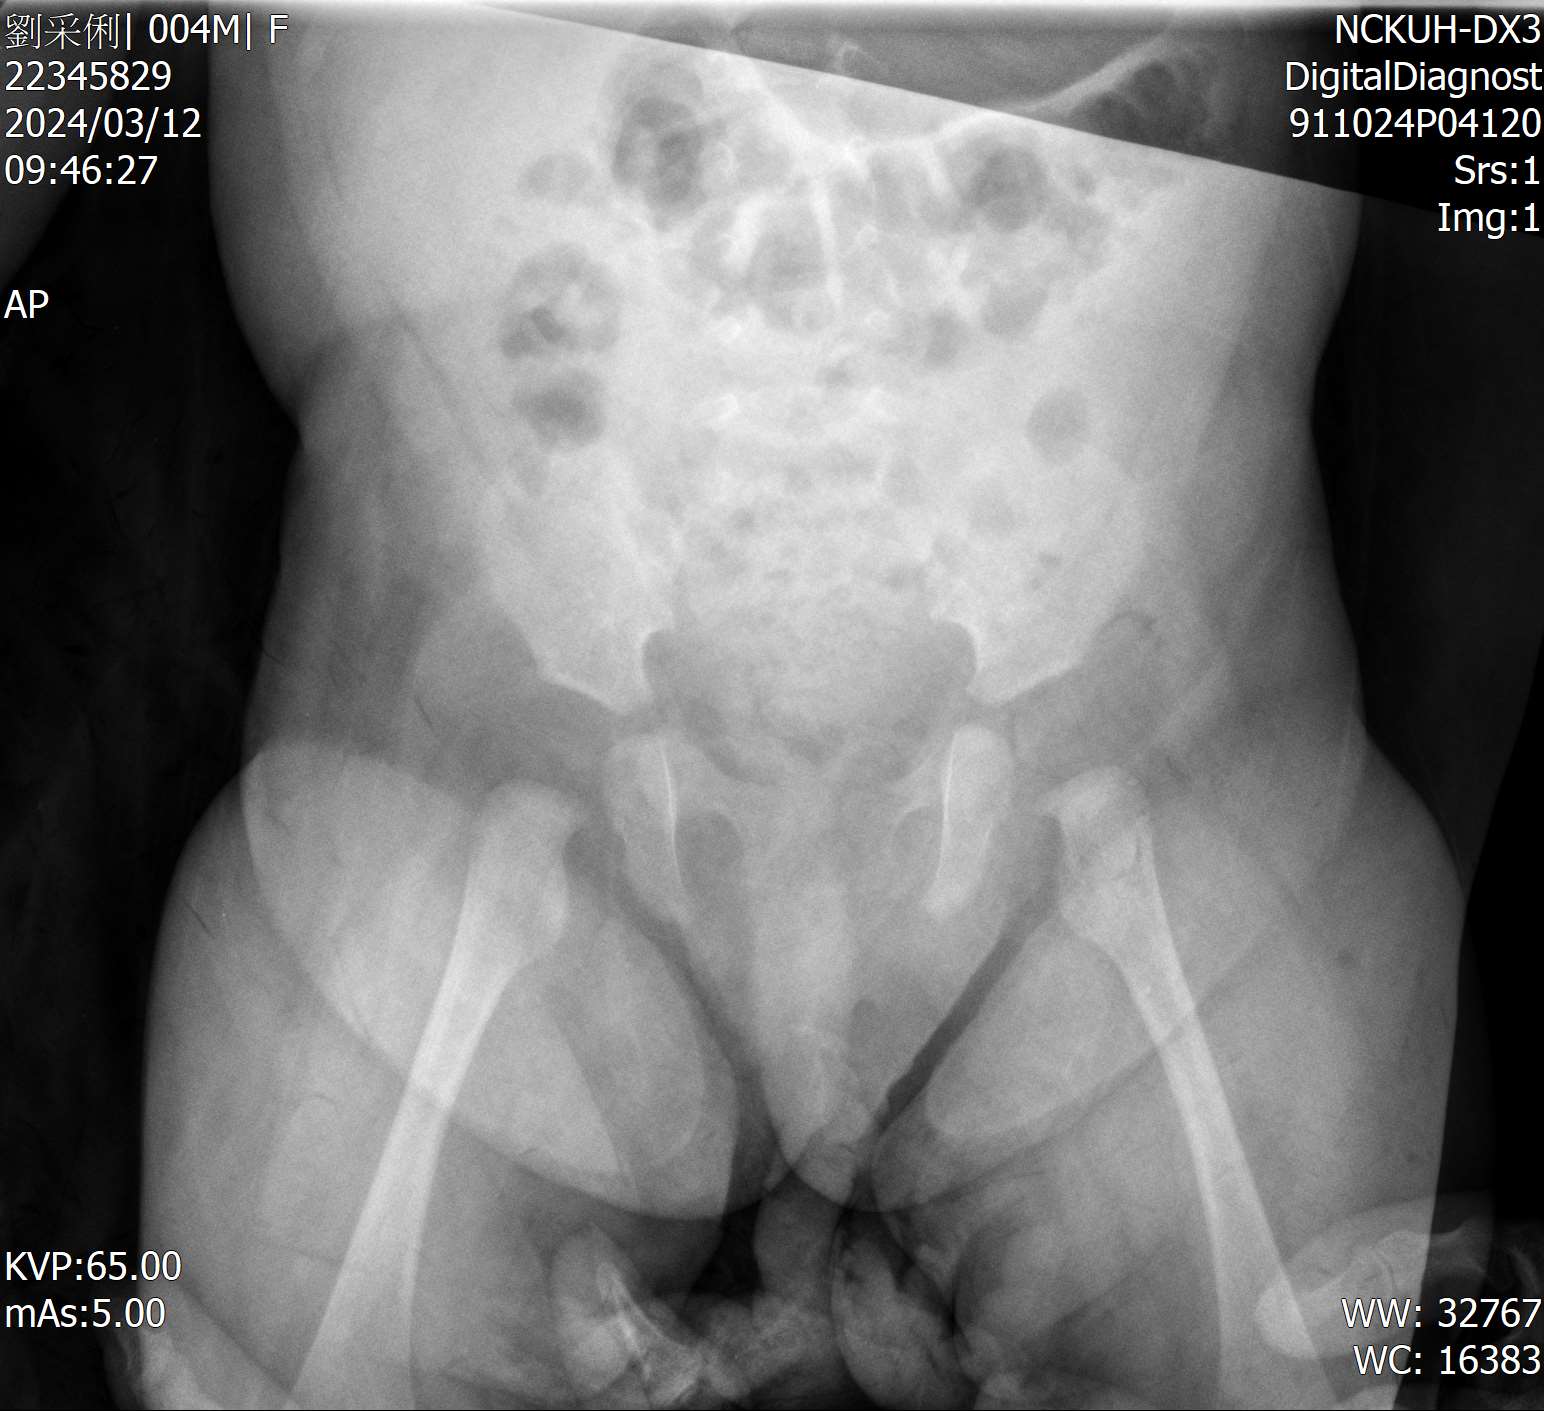 劉采俐| 004M| F
22345829
2024/03/12
09:46:27
NCKUH-DX3
DigitalDiagnost
911024P04120
Srs:1
Img:1
AP
KVP:65.00
mAs:5.00
WW: 32767
WC: 16383